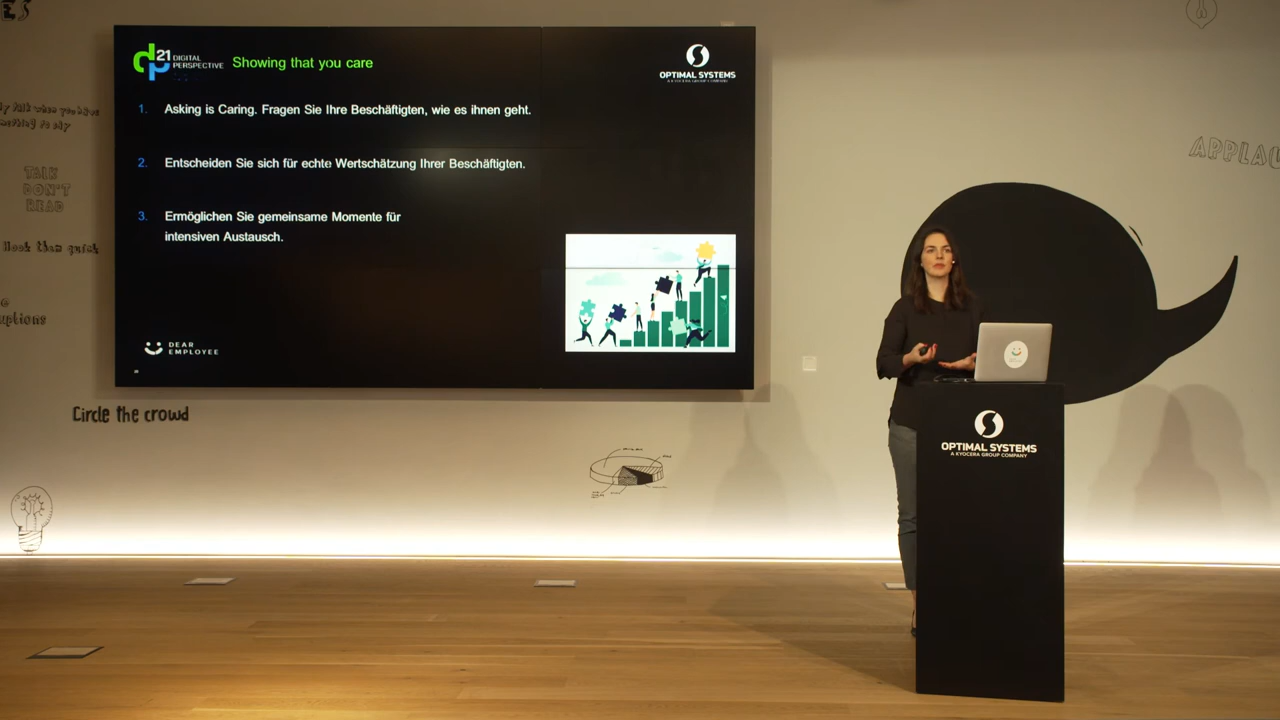 21 DIGITAL
PERSPECTIVE
Showing that you care
OPTIMAL SYSTEMS
1. Asking is Caring. Fragen Sie Ihre Beschäftigten, wie es ihnen geht.
2. Entscheiden Sie sich für echte Wertschätzung Ihrer Beschäftigten.
3. Ermöglichen Sie gemeinsame Momente für
intensiven Austausch.
DEAR
EMPLOYEE
TALK
DON'T
READ
Circle the crowd
APPLAU
OPTIMAL SYSTEMS
A KYOCERA GROUP COMPANY